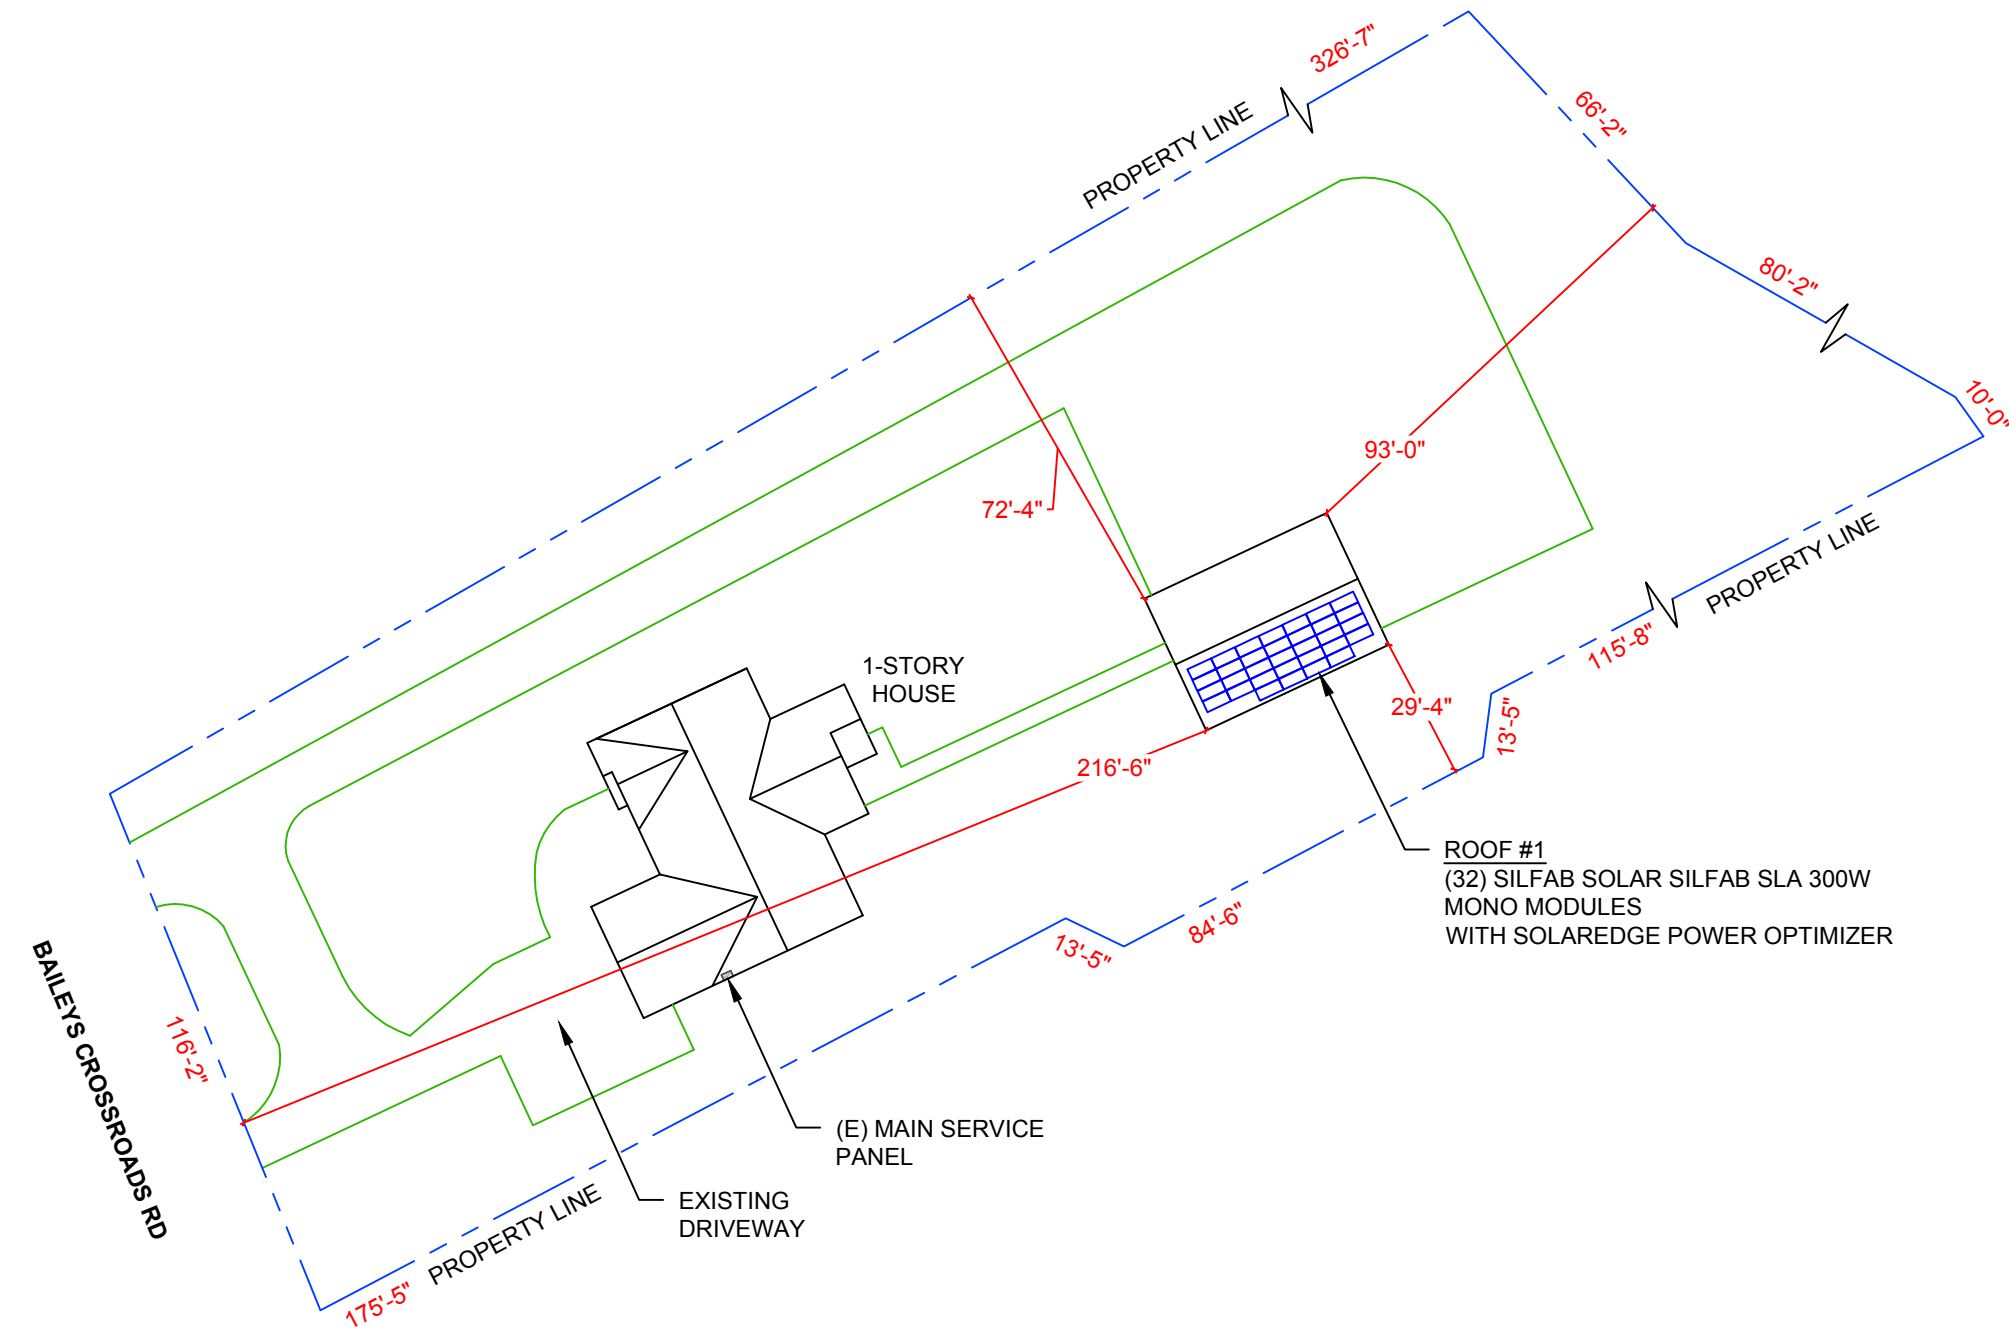 326'-7"
PROPERTY LINE
66'-2"
80'-2"
10'-0"
93'-0"
72'-4"
PROPERTY LINE
115'-8"
1-STORY
HOUSE
29'-4"
13'-5"
216'-6"
ROOF #1
(32) SILFAB SOLAR SILFAB SLA 300W
MONO MODULES
WITH SOLAREDGE POWER OPTIMIZER
84'-6"
13'-5"
BAILEYS CROSSROADS RD
116'-2"
(E) MAIN SERVICE
PANEL
EXISTING
DRIVEWAY
PROPERTY LINE
175'-5"